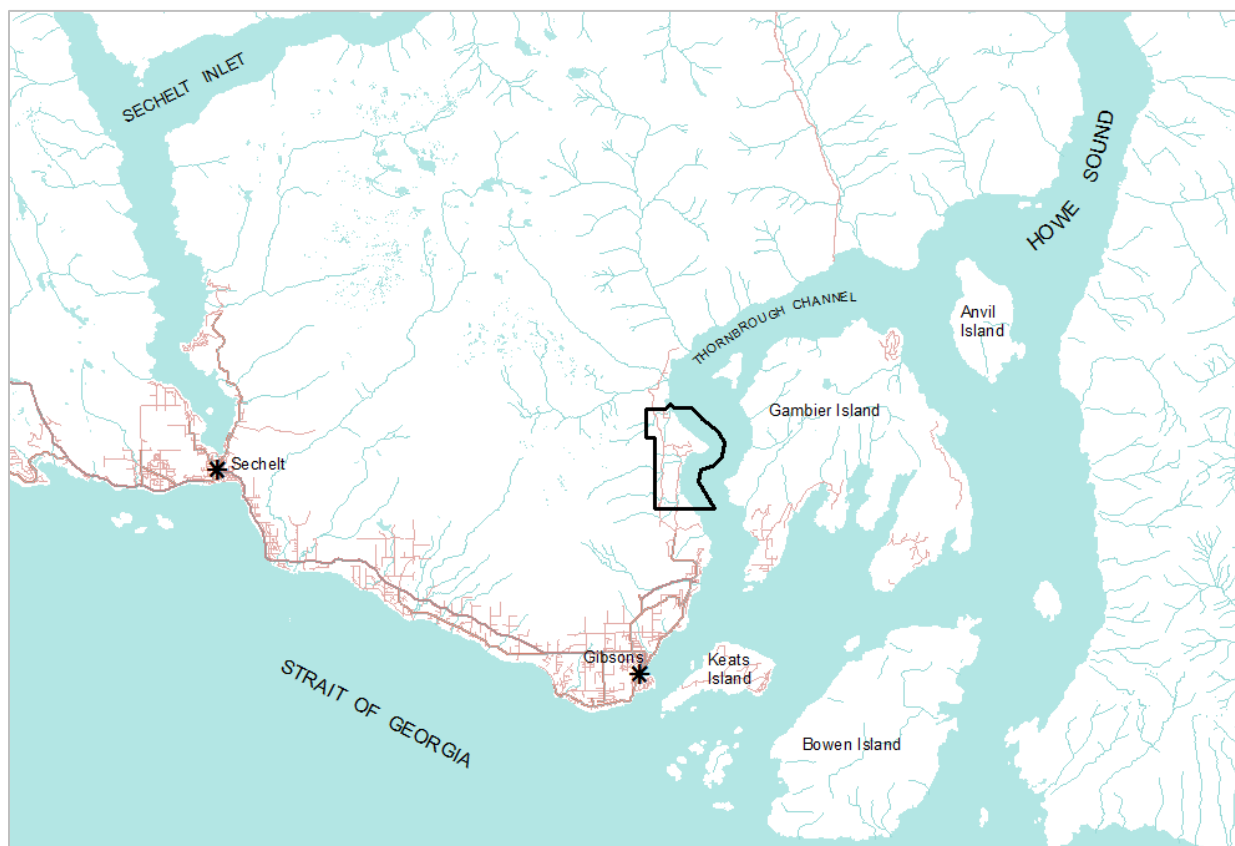 SECHELT INLET
HOWE SOUND
THORNBROUGH CHANNEL
Anvil
Island
Gambier Island
Sechelt
Gibsons
Keats
Island
STRAIT OF GEORGIA
Bowen Island